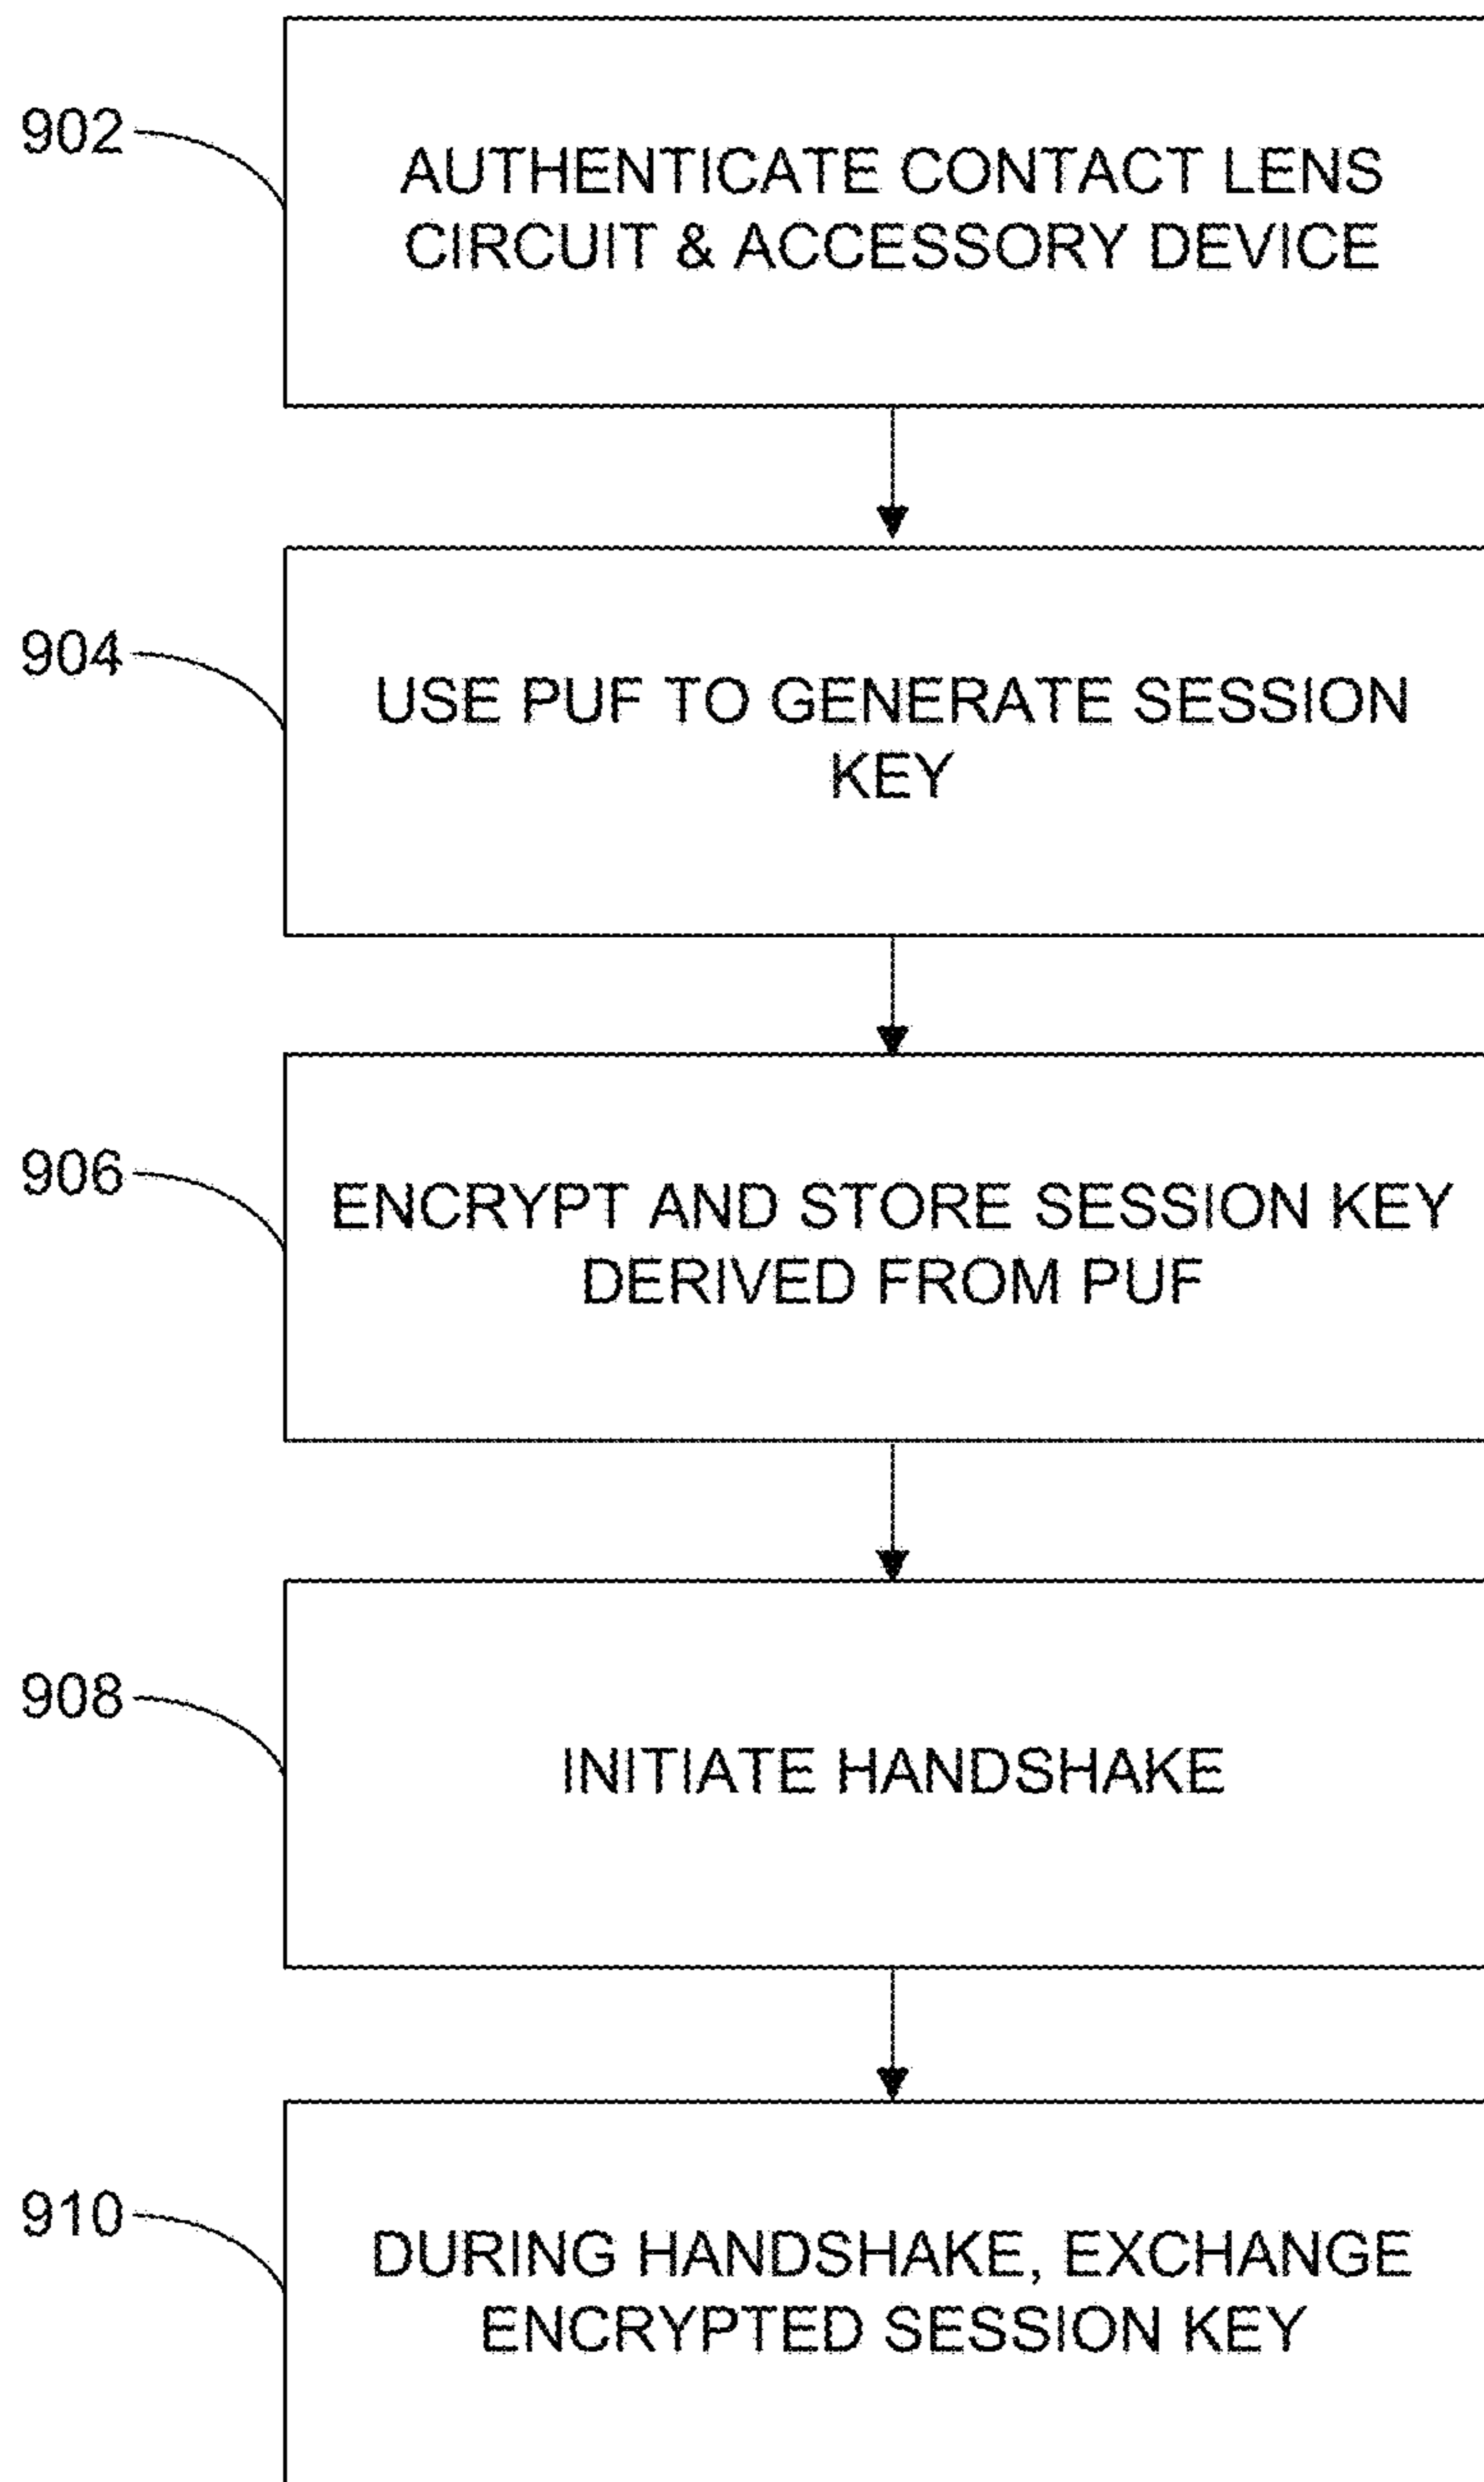 902
AUTHENTICATE CONTACT LENS
CIRCUIT & ACCESSORY DEVICE
904
USE PUF TO GENERATE SESSION
KEY
906
ENCRYPT AND STORE SESSION KEY
DERIVED FROM PUF
908
INITIATE HANDSHAKE
910
DURING HANDSHAKE, EXCHANGE
ENCRYPTED SESSION KEY